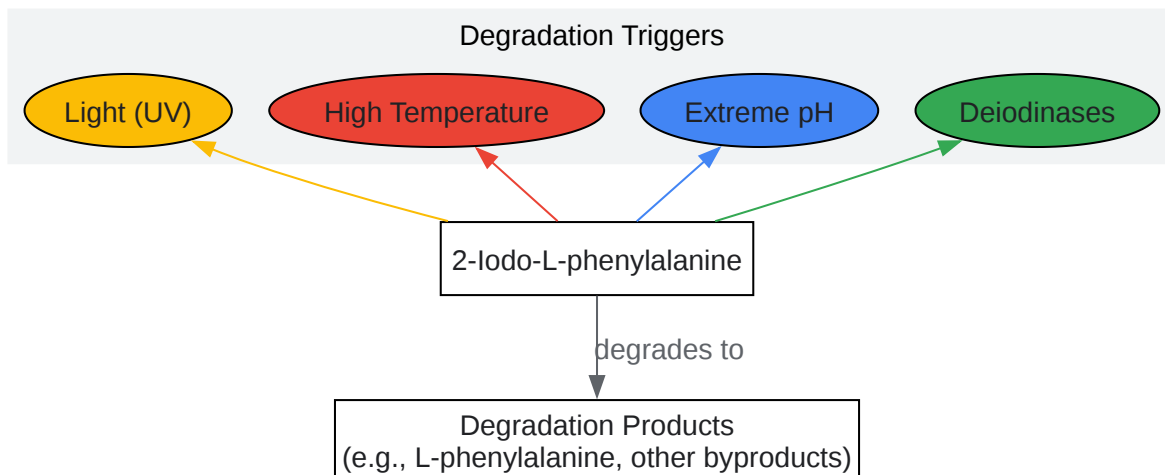 Degradation Triggers
Light (UV)
High Temperature
Extreme pH
Deiodinases
2-Iodo-L-phenylalanine
degrades to
Degradation Products
(e.g., L-phenylalanine, other byproducts)